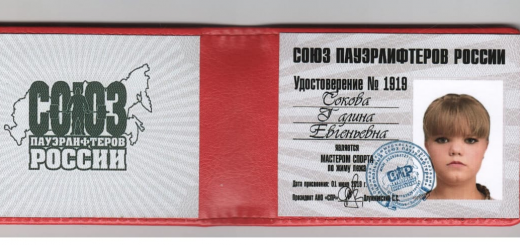 СОЮЗ
ПАУЭРЛИФТЕРОВ
РОССИИ
СОЮЗ ПАУЭРЛИФТЕРОВ РОССИИ
Удостоверение № 1919
Сокова
Галина
Евгеньевна
является
МАСТЕРОМ СПОРТА
по жиму лежа
Дата присвоения: 01 июня
Президент АНО «СПР»
СПР